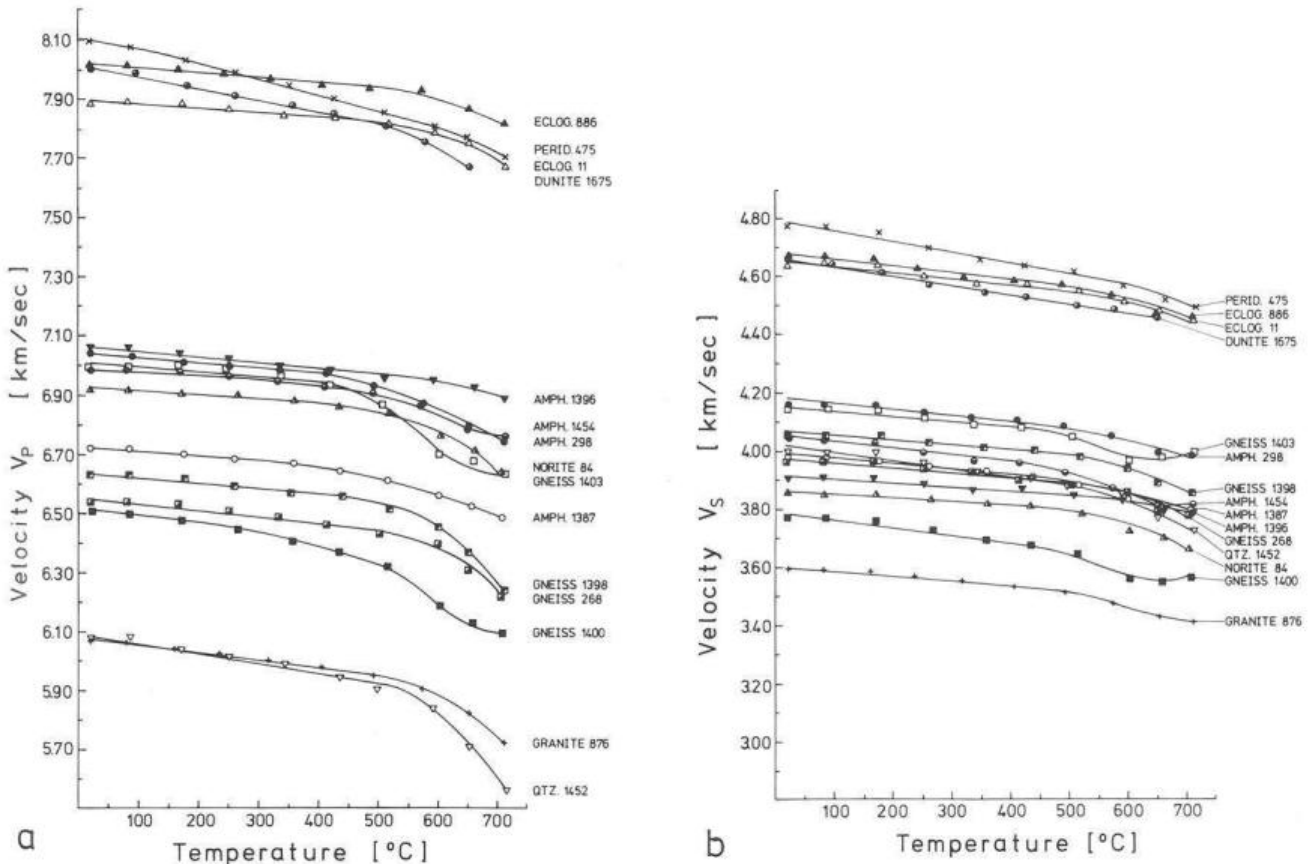 8.10
7.90
7.70
7.50
7.30
7.10
6.90
6.70
6.50
6.30
6.10
5.90
5.70
Velocity VP [km/sec]
ECLOG. 886
PERID. 475
ECLOG. 11
DUNITE 1675
AMPH. 1396
AMPH. 1454
AMPH. 298
NORITE 84
GNEISS 1403
AMPH. 1387
GNEISS 1398
GNEISS 268
GNEISS 1400
GRANITE 876
QTZ. 1452
100 200 300 400 500 600 700
a
Temperature [°C]
4.80
4.60
4.40
4.20
4.00
3.80
3.60
3.40
3.20
3.00
Velocity VS [km/sec]
PERID. 475
ECLOG. 886
ECLOG. 11
DUNITE 1675
GNEISS 1403
AMPH. 298
GNEISS 1398
AMPH. 1454
AMPH. 1387
AMPH. 1396
GNEISS 268
QTZ. 1452
NORITE 84
GNEISS 1400
GRANITE 876
100 200 300 400 500 600 700
b
Temperature [°C]